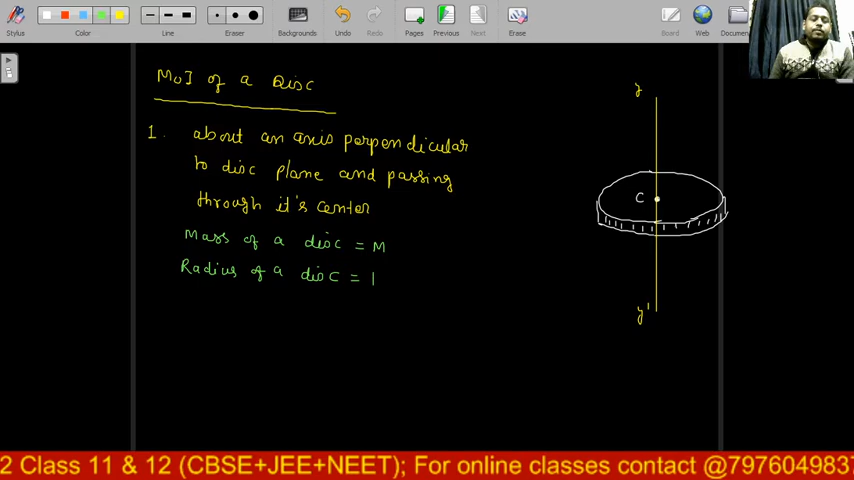 Stylus
Color
Line
Eraser
Backgrounds
Undo
Redo
Pages
Previous
Next
Erase
Board
Web
Documen
MoI of a Disc
1. about an axis perpendicular
to disc plane and passing
through it's center
Mass of a disc = M
Radius of a disc =
y
C
y'
2 Class 11 & 12 (CBSE+JEE+NEET); For online classes contact @7976049837